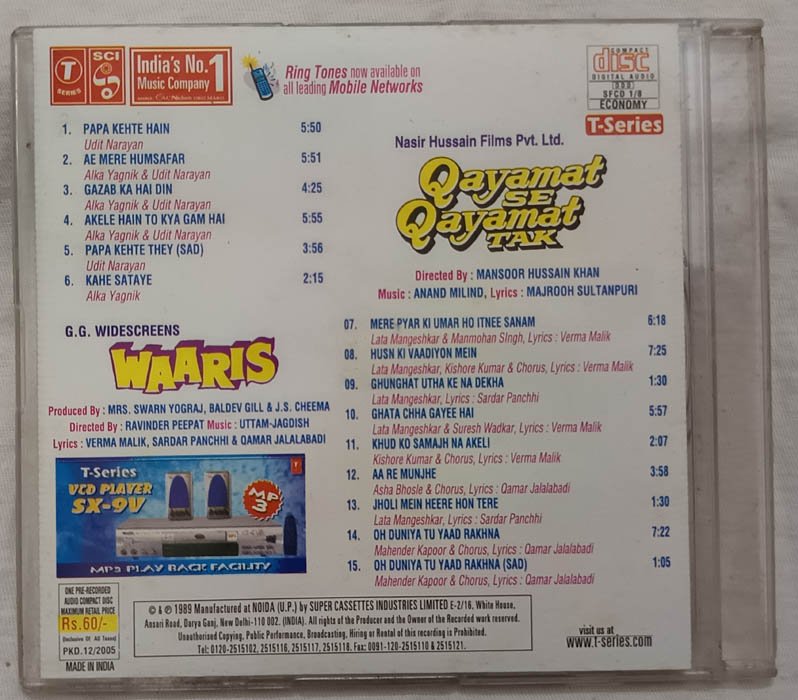 T
SERIES
SCI
India's No. 1
Music Company
Ring Tones now available on
all leading Mobile Networks
COMPACT
disc
DIGITAL AUDIO
DDD
SFCD 1/8
ECONOMY
T-Series
1. PAPA KEHTE HAIN 5:50
Udit Narayan
2. AE MERE HUMSAFAR 5:51
Alka Yagnik & Udit Narayan
3. GAZAB KA HAI DIN 4:25
Alka Yagnik & Udit Narayan
4. AKELE HAIN TO KYA GAM HAI 5:55
Alka Yagnik & Udit Narayan
5. PAPA KEHTE THEY (SAD) 3:56
Udit Narayan
6. KAHE SATAYE 2:15
Alka Yagnik
Nasir Hussain Films Pvt. Ltd.
Qayamat
SE
Qayamat
TAK
Directed By : MANSOOR HUSSAIN KHAN
Music : ANAND MILIND, Lyrics : MAJROOH SULTANPURI
G.G. WIDESCREENS
WAARIS
Produced By : MRS. SWARN YOGRAJ, BALDEV GILL & J.S. CHEEMA
Directed By : RAVINDER PEEPAT Music : UTTAM-JAGDISH
Lyrics : VERMA MALIK, SARDAR PANCHHI & QAMAR JALALABADI
07. MERE PYAR KI UMAR HO ITNEE SANAM 6:18
Lata Mangeshkar & Manmohan SIngh, Lyrics : Verma Malik
08. HUSN KI VAADIYON MEIN 7:25
Lata Mangeshkar, Kishore Kumar & Chorus, Lyrics : Verma Malik
09. GHUNGHAT UTHA KE NA DEKHA 1:30
Lata Mangeshkar, Lyrics : Sardar Panchhi
10. GHATA CHHA GAYEE HAI 5:57
Lata Mangeshkar & Suresh Wadkar, Lyrics : Verma Malik
11. KHUD KO SAMAJH NA AKELI 2:07
Kishore Kumar & Chorus, Lyrics : Verma Malik
12. AA RE MUNJHE 3:58
Asha Bhosle & Chorus, Lyrics : Qamar Jalalabadi
13. JHOLI MEIN HEERE HON TERE 1:30
Lata Mangeshkar, Lyrics : Sardar Panchhi
14. OH DUNIYA TU YAAD RAKHNA 7:22
Mahender Kapoor & Chorus, Lyrics : Qamar Jalalabadi
15. OH DUNIYA TU YAAD RAKHNA (SAD) 1:05
Mahender Kapoor & Chorus, Lyrics : Qamar Jalalabadi
T-Series
VCD PLAYER
SX-9V
MP3
MP3 PLAY BACK FACILITY
ONE PRE-RECORDED
AUDIO COMPACT DISC
MAXIMUM RETAIL PRICE
Rs.60/-
(Inclusive Of All Taxes)
PKD.12/2005
MADE IN INDIA
© & ℗ 1989 Manufactured at NOIDA (U.P.) by SUPER CASSETTES INDUSTRIES LIMITED E-2/16, White House,
Ansari Road, Darya Ganj, New Delhi-110 002. (INDIA). All rights of the Producer and the Owner of the Recorded work reserved.
Unauthorised Copying, Public Performance, Broadcasting, Hiring or Rental of this recording is Prohibited.
Tel: 0120-2515102, 2515116, 2515117, 2515118. Fax: 0091-120-2515110 & 2515121.
visit us at
www.T-series.com